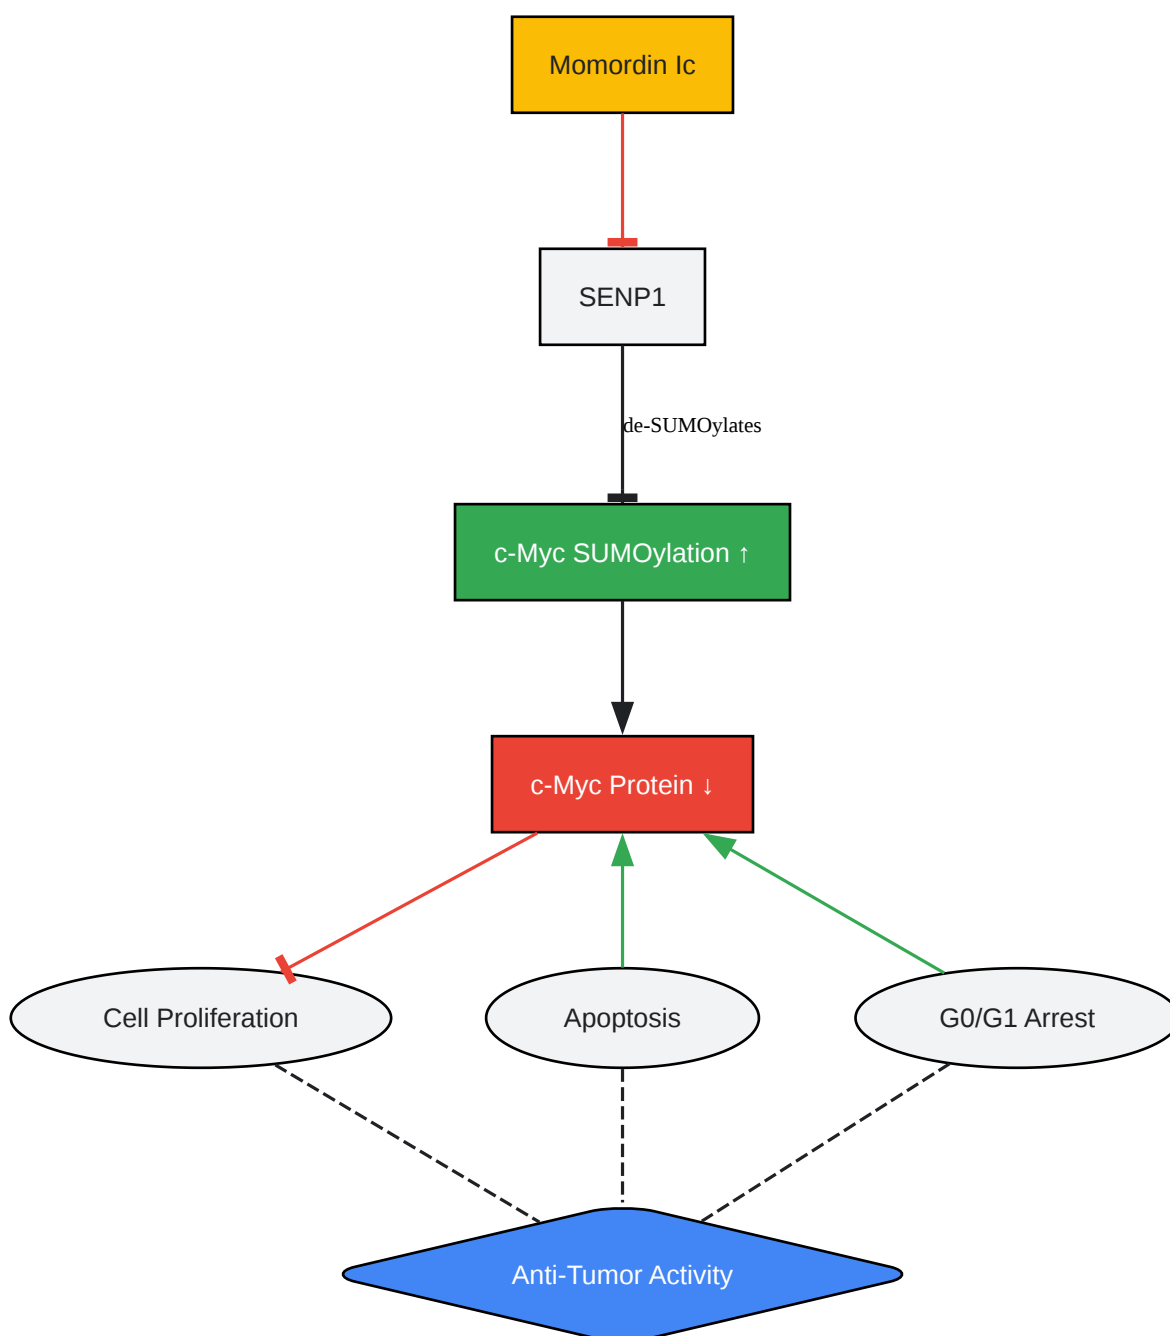 Momordin Ic
SENP1
de-SUMOylates
c-Myc SUMOylation ↑
c-Myc Protein ↓
Cell Proliferation
Apoptosis
G0/G1 Arrest
Anti-Tumor Activity